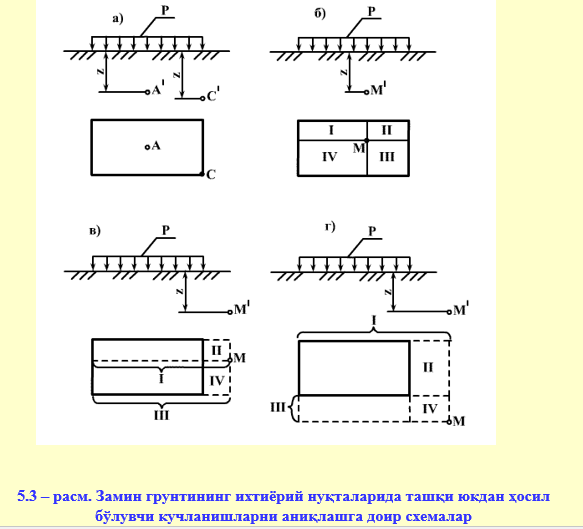 а) P б) P
z z z
A' C' M'
A C
I II
M
IV III
в) P г) P
z z
M' M'
I
II M II
I IV
III III IV M
5.3 – расм. Замин грунтининг ихтиёрий нуқталарида ташқи юкдан ҳосил
бўлувчи кучланишларни аниқлашга доир схемалар